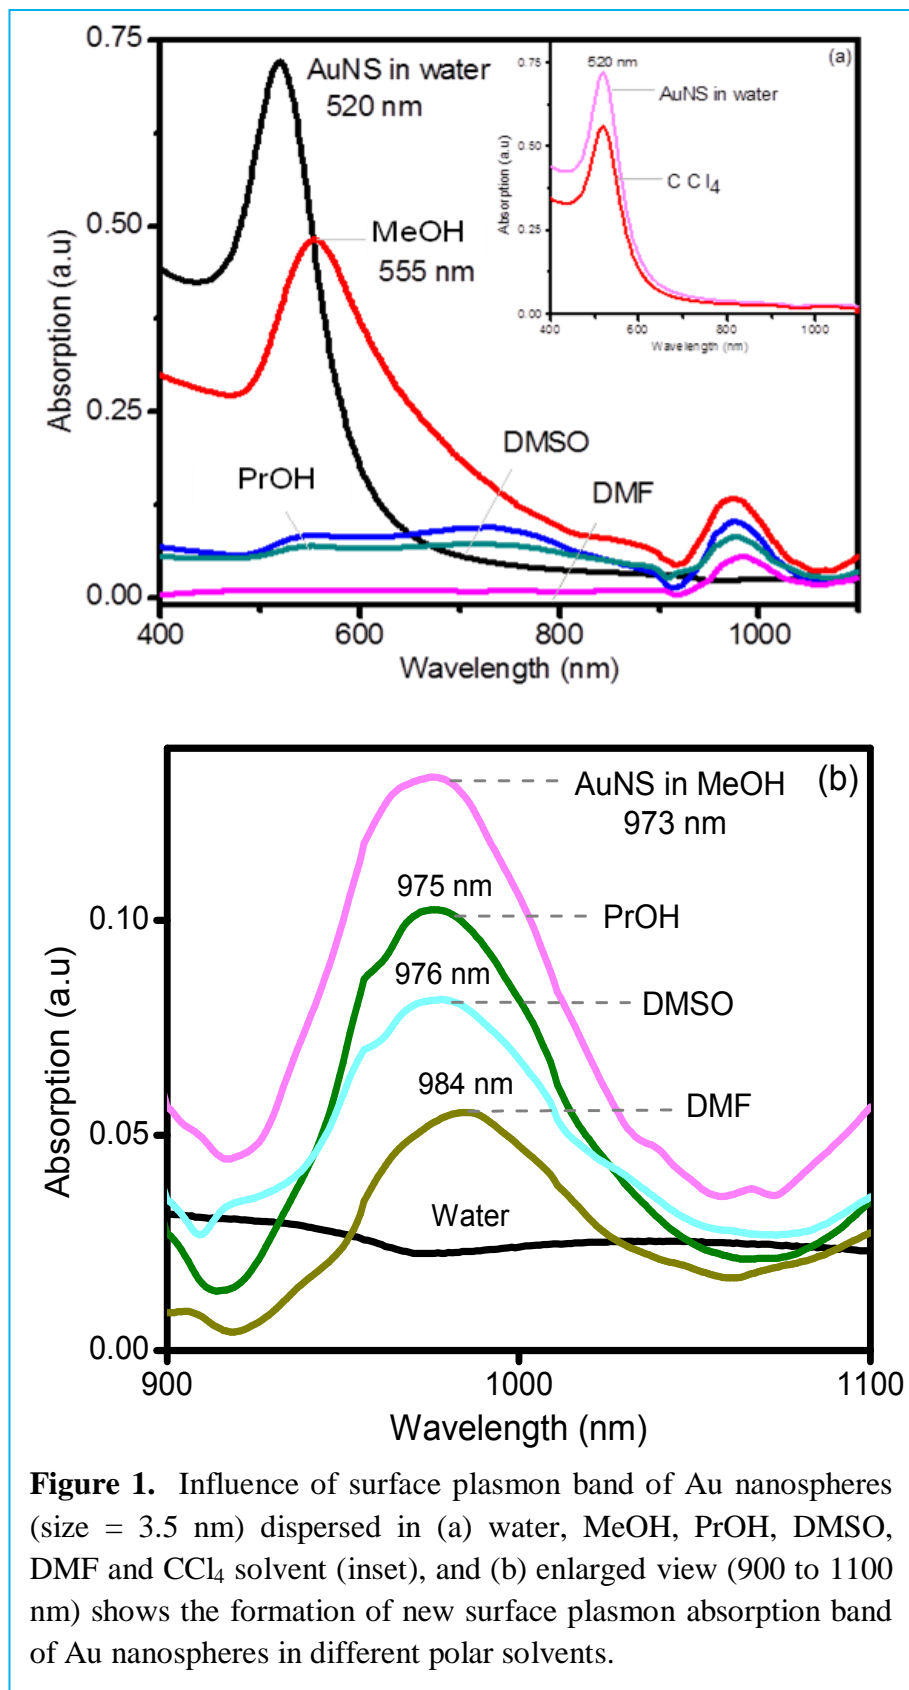 0.75
0.50
0.25
0.00
Absorption (a.u)
AuNS in water
520 nm
MeOH
555 nm
PrOH
DMSO
DMF
400
600
800
1000
Wavelength (nm)
(a)
0.75
0.50
0.25
0.00
Absorption (a.u)
520 nm
AuNS in water
C Cl4
400
600
800
1000
Wavelength (nm)
(b)
AuNS in MeOH
973 nm
975 nm
PrOH
976 nm
DMSO
984 nm
DMF
Water
0.10
0.05
0.00
Absorption (a.u)
900
1000
1100
Wavelength (nm)
Figure 1. Influence of surface plasmon band of Au nanospheres
(size = 3.5 nm) dispersed in (a) water, MeOH, PrOH, DMSO,
DMF and CCl4 solvent (inset), and (b) enlarged view (900 to 1100
nm) shows the formation of new surface plasmon absorption band
of Au nanospheres in different polar solvents.